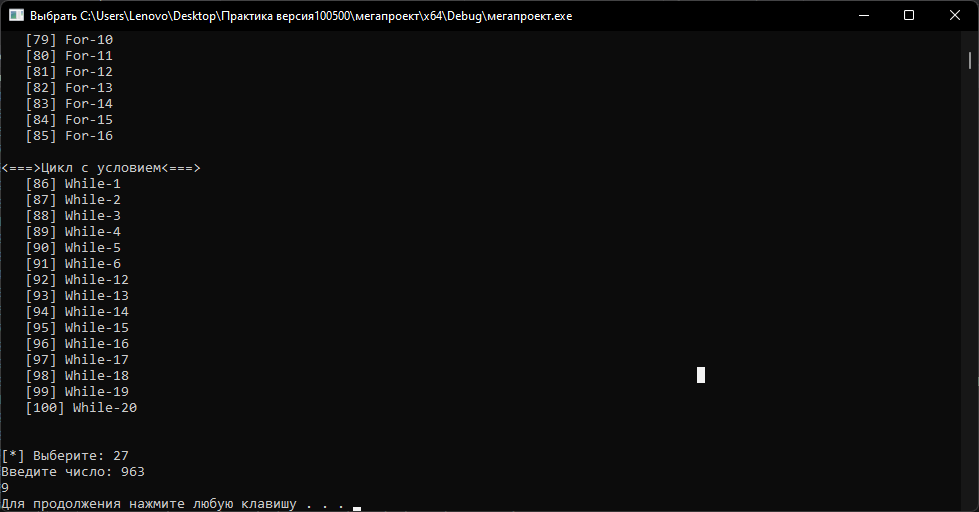 Выбрать C:\Users\Lenovo\Desktop\Практика версия100500\мегапроект\x64\Debug\мегапроект.exe
[79] For-10
[80] For-11
[81] For-12
[82] For-13
[83] For-14
[84] For-15
[85] For-16
<===>Цикл с условием<===>
[86] While-1
[87] While-2
[88] While-3
[89] While-4
[90] While-5
[91] While-6
[92] While-12
[93] While-13
[94] While-14
[95] While-15
[96] While-16
[97] While-17
[98] While-18
[99] While-19
[100] While-20
[*] Выберите: 27
Введите число: 963
9
Для продолжения нажмите любую клавишу . . .